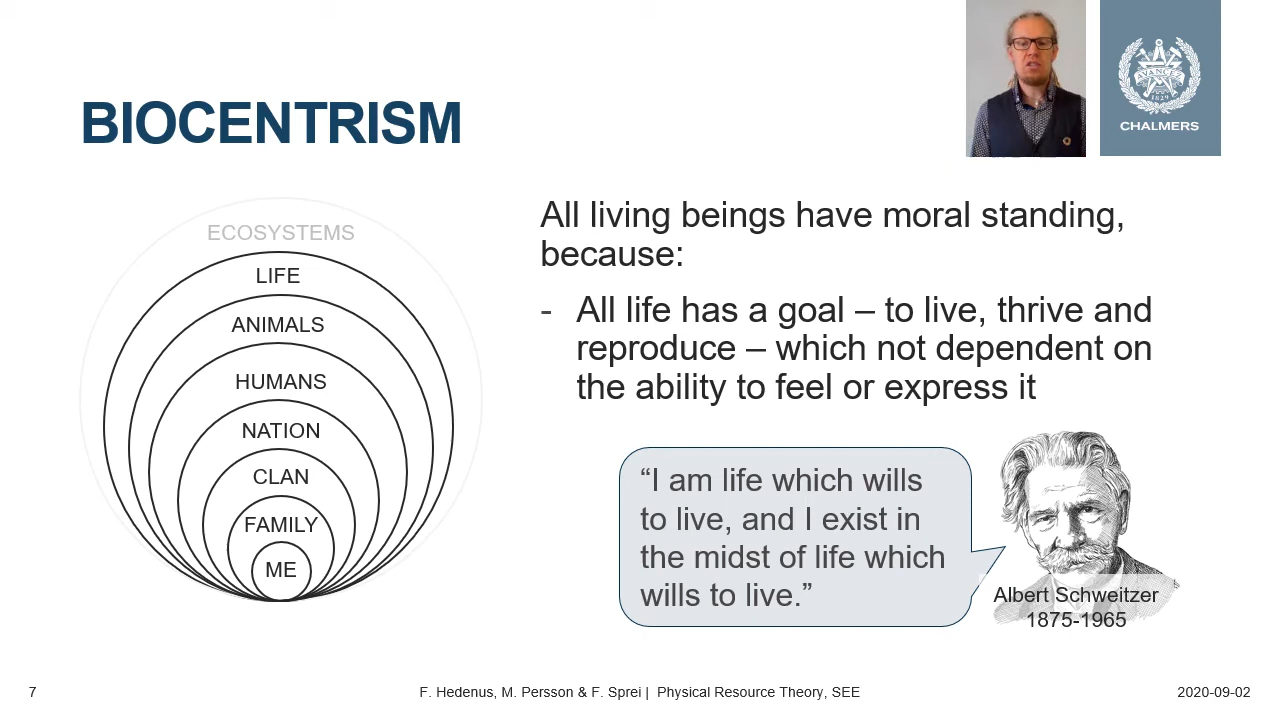 AVANCEZ
1829
CHALMERS
BIOCENTRISM
ECOSYSTEMS
LIFE
ANIMALS
HUMANS
NATION
CLAN
FAMILY
ME
All living beings have moral standing,
because:
- All life has a goal – to live, thrive and
reproduce – which not dependent on
the ability to feel or express it
“I am life which wills
to live, and I exist in
the midst of life which
wills to live.”
Albert Schweitzer
1875-1965
7
F. Hedenus, M. Persson & F. Sprei | Physical Resource Theory, SEE
2020-09-02